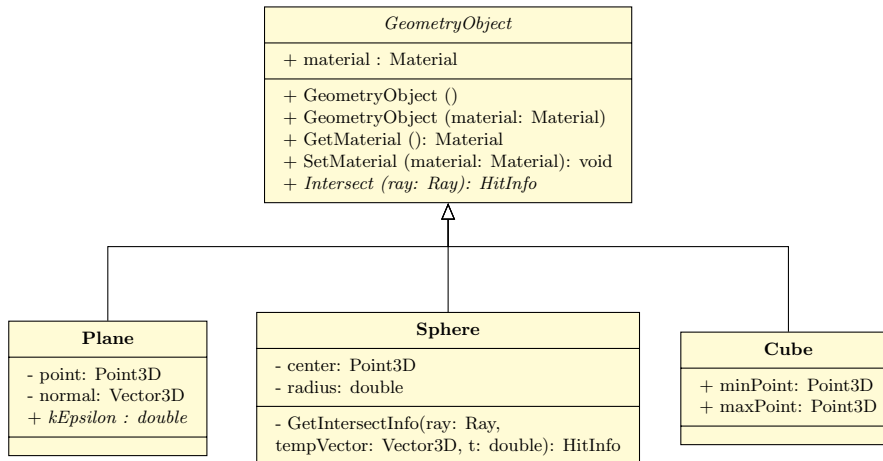 GeometryObject
+ material : Material
+ GeometryObject ()
+ GeometryObject (material: Material)
+ GetMaterial (): Material
+ SetMaterial (material: Material): void
+ Intersect (ray: Ray): HitInfo
Plane
- point: Point3D
- normal: Vector3D
+ kEpsilon : double
Sphere
- center: Point3D
- radius: double
- GetIntersectInfo(ray: Ray,
tempVector: Vector3D, t: double): HitInfo
Cube
+ minPoint: Point3D
+ maxPoint: Point3D